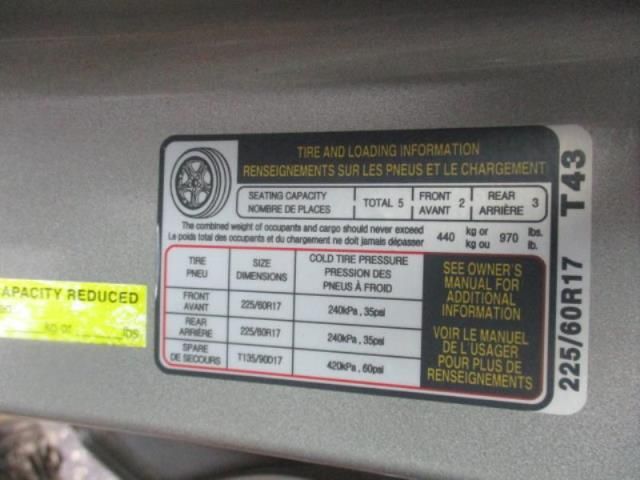 TIRE AND LOADING INFORMATION
RENSEIGNEMENTS SUR LES PNEUS ET LE CHARGEMENT
SEATING CAPACITY
NOMBRE DE PLACES
TOTAL 5
FRONT
AVANT 2
REAR
ARRIÈRE 3
The combined weight of occupants and cargo should never exceed
Le poids total des occupants et du chargement ne doit jamais dépasser
440 kg or
kg ou 970 lbs.
lb.
TIRE
PNEU
SIZE
DIMENSIONS
COLD TIRE PRESSURE
PRESSION DES
PNEUS À FROID
FRONT
AVANT
225/60R17
240kPa , 35psi
REAR
ARRIÈRE
225/60R17
240kPa , 35psi
SPARE
DE SECOURS
T135/90D17
420kPa , 60psi
SEE OWNER'S
MANUAL FOR
ADDITIONAL
INFORMATION
VOIR LE MANUEL
DE L'USAGER
POUR PLUS DE
RENSEIGNEMENTS
225/60R17 T43
APACITY REDUCED
kg or lbs